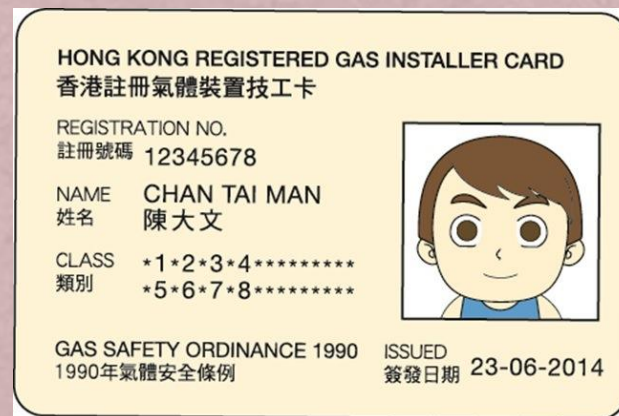 HONG KONG REGISTERED GAS INSTALLER CARD
香港註冊氣體裝置技工卡
REGISTRATION NO.
註冊號碼 12345678
NAME CHAN TAI MAN
姓名 陳大文
CLASS *1*2*3*4*********
類別 *5*6*7*8*********
GAS SAFETY ORDINANCE 1990
1990年氣體安全條例
ISSUED
簽發日期 23-06-2014